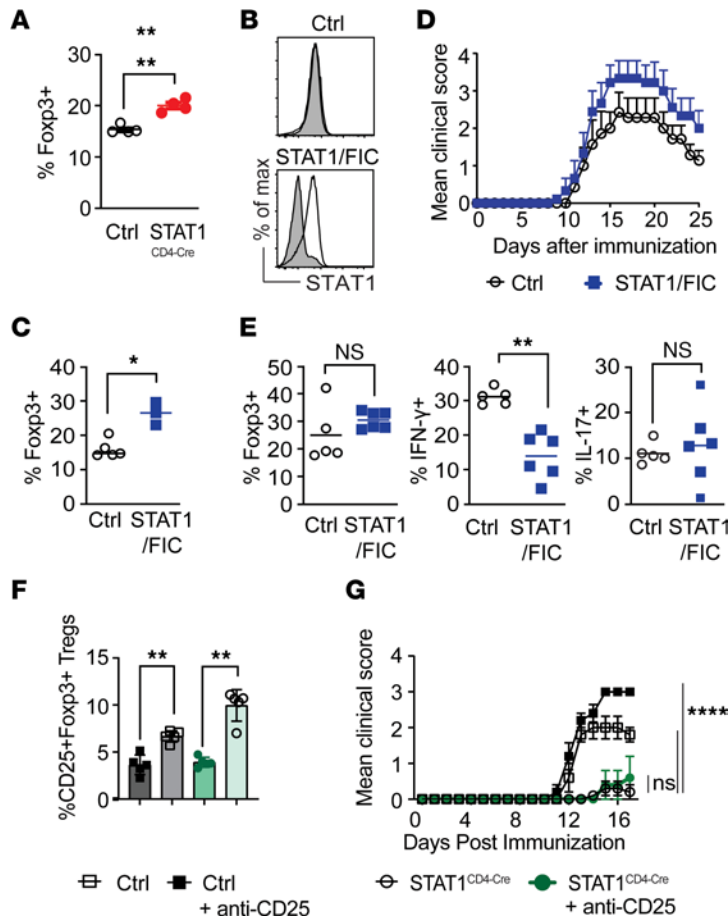 A
**
**
% Foxp3+
30
20
10
0
Ctrl STAT1
CD4-Cre
B
Ctrl
STAT1/FIC
% of max
STAT1
D
Mean clinical score
4
3
2
1
0
0 5 10 15 20 25
Days after immunization
Ctrl STAT1/FIC
C
*
% Foxp3+
40
30
20
10
0
Ctrl STAT1
/FIC
E
NS
% Foxp3+
50
40
30
20
10
0
Ctrl STAT1
/FIC
**
% IFN-γ+
40
30
20
10
0
Ctrl STAT1
/FIC
NS
% IL-17+
30
20
10
0
Ctrl STAT1
/FIC
F
%CD25+Foxp3+ Tregs
15
10
5
0
** **
Ctrl Ctrl
+ anti-CD25
G
Mean clinical score
4
3
2
1
0
0 4 8 12 16
Days Post Immunization
****
ns
STAT1CD4-Cre STAT1CD4-Cre
+ anti-CD25